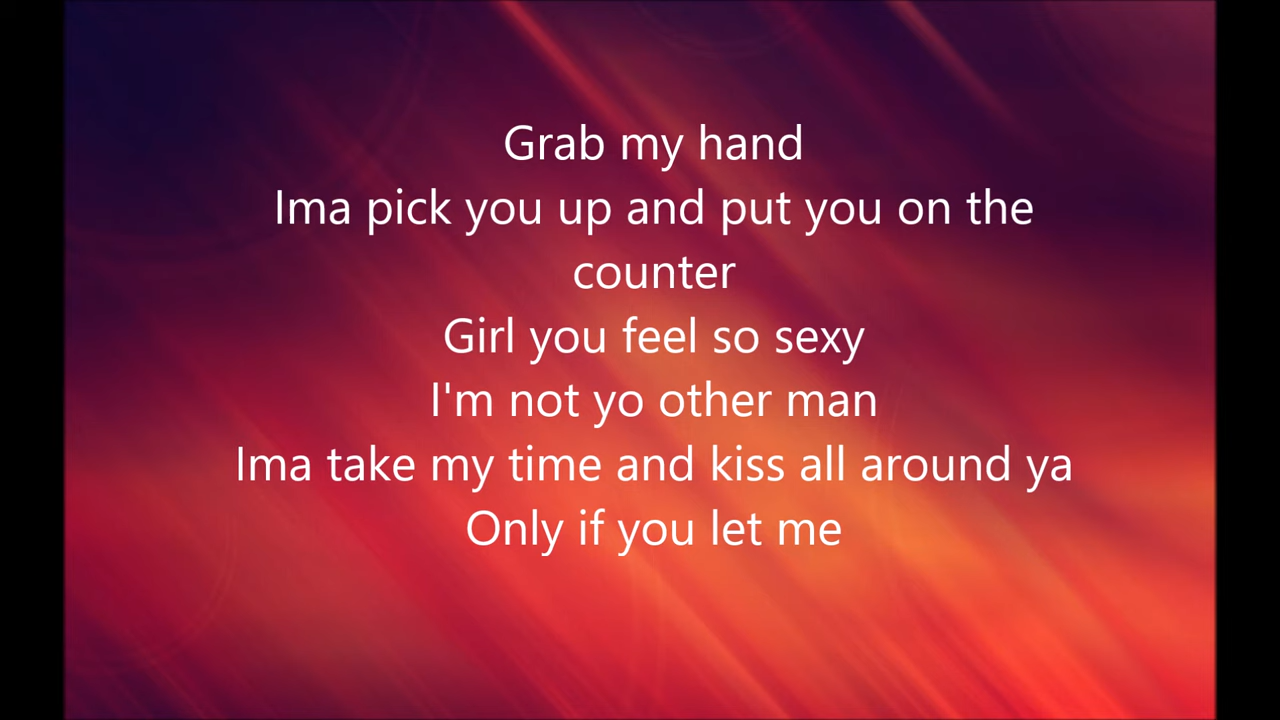 Grab my hand
Ima pick you up and put you on the
counter
Girl you feel so sexy
I'm not yo other man
Ima take my time and kiss all around ya
Only if you let me